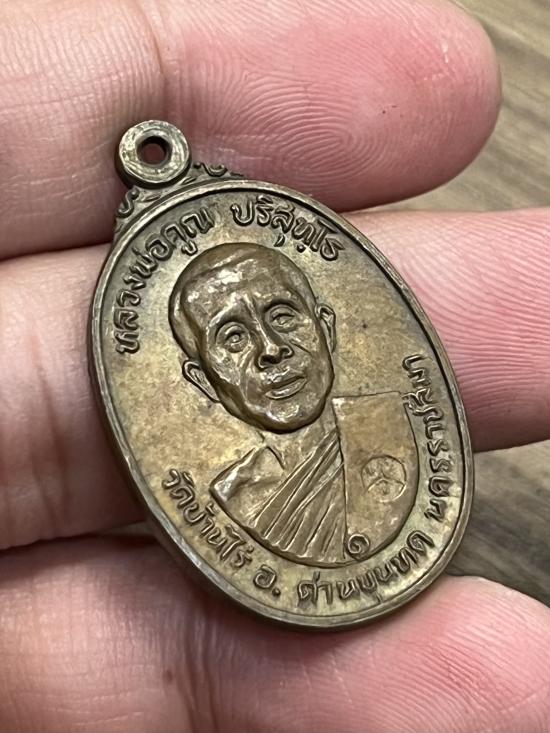 หลวงพ่อคูณ ปริสุทฺโธ
วัดบ้านไร่ อ. ด่านขุนทด นครราชสีมา
๑